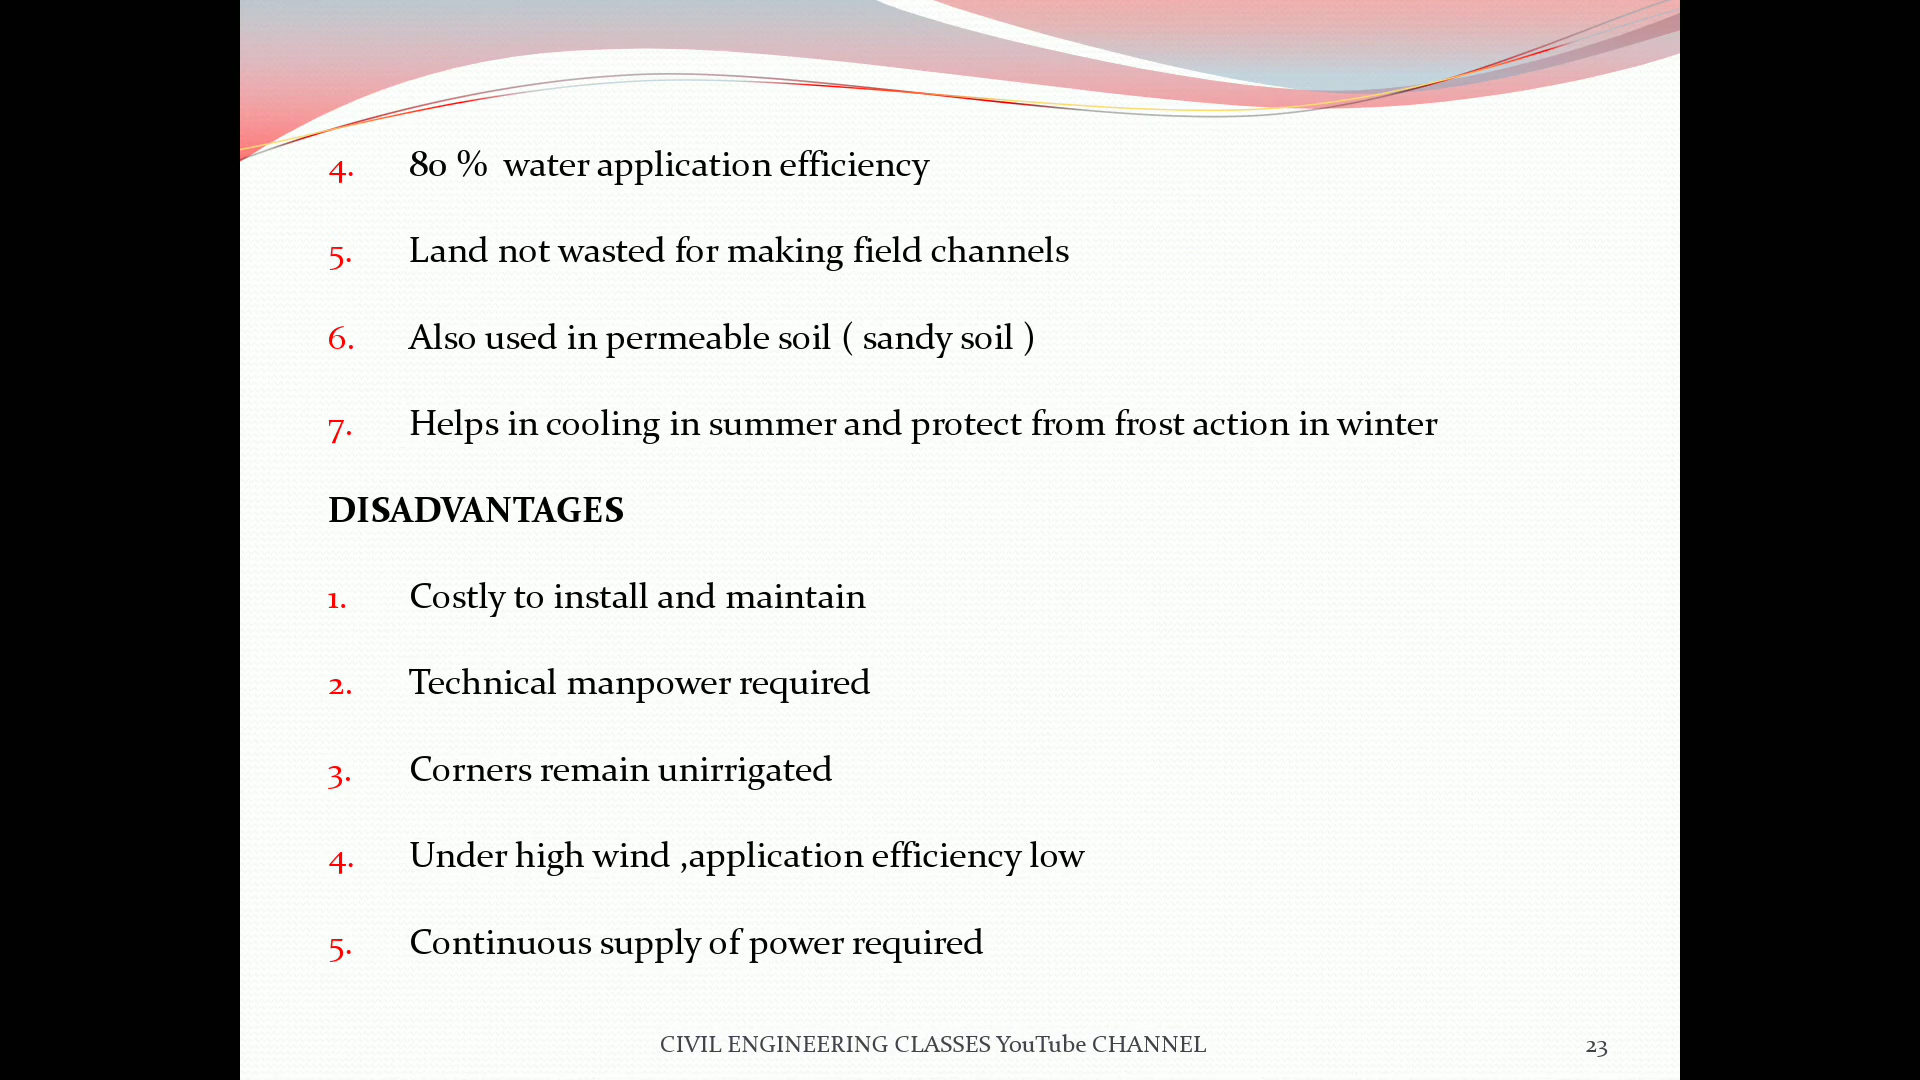 4. 80 % water application efficiency
5. Land not wasted for making field channels
6. Also used in permeable soil ( sandy soil )
7. Helps in cooling in summer and protect from frost action in winter
DISADVANTAGES
1. Costly to install and maintain
2. Technical manpower required
3. Corners remain unirrigated
4. Under high wind ,application efficiency low
5. Continuous supply of power required
CIVIL ENGINEERING CLASSES YouTube CHANNEL 23